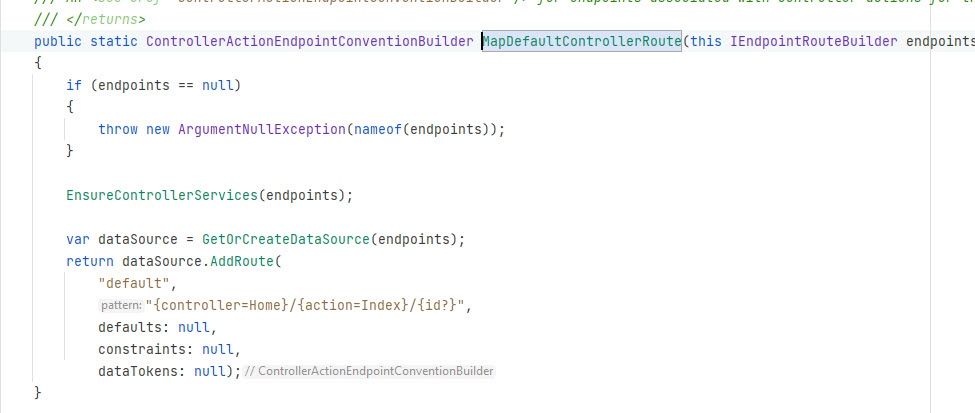 /// </returns>
public static ControllerActionEndpointConventionBuilder MapDefaultControllerRoute(this IEndpointRouteBuilder endpoints
{
if (endpoints == null)
{
throw new ArgumentNullException(nameof(endpoints));
}
EnsureControllerServices(endpoints);
var dataSource = GetOrCreateDataSource(endpoints);
return dataSource.AddRoute(
"default",
pattern: "{controller=Home}/{action=Index}/{id?}",
defaults: null,
constraints: null,
dataTokens: null); // ControllerActionEndpointConventionBuilder
}